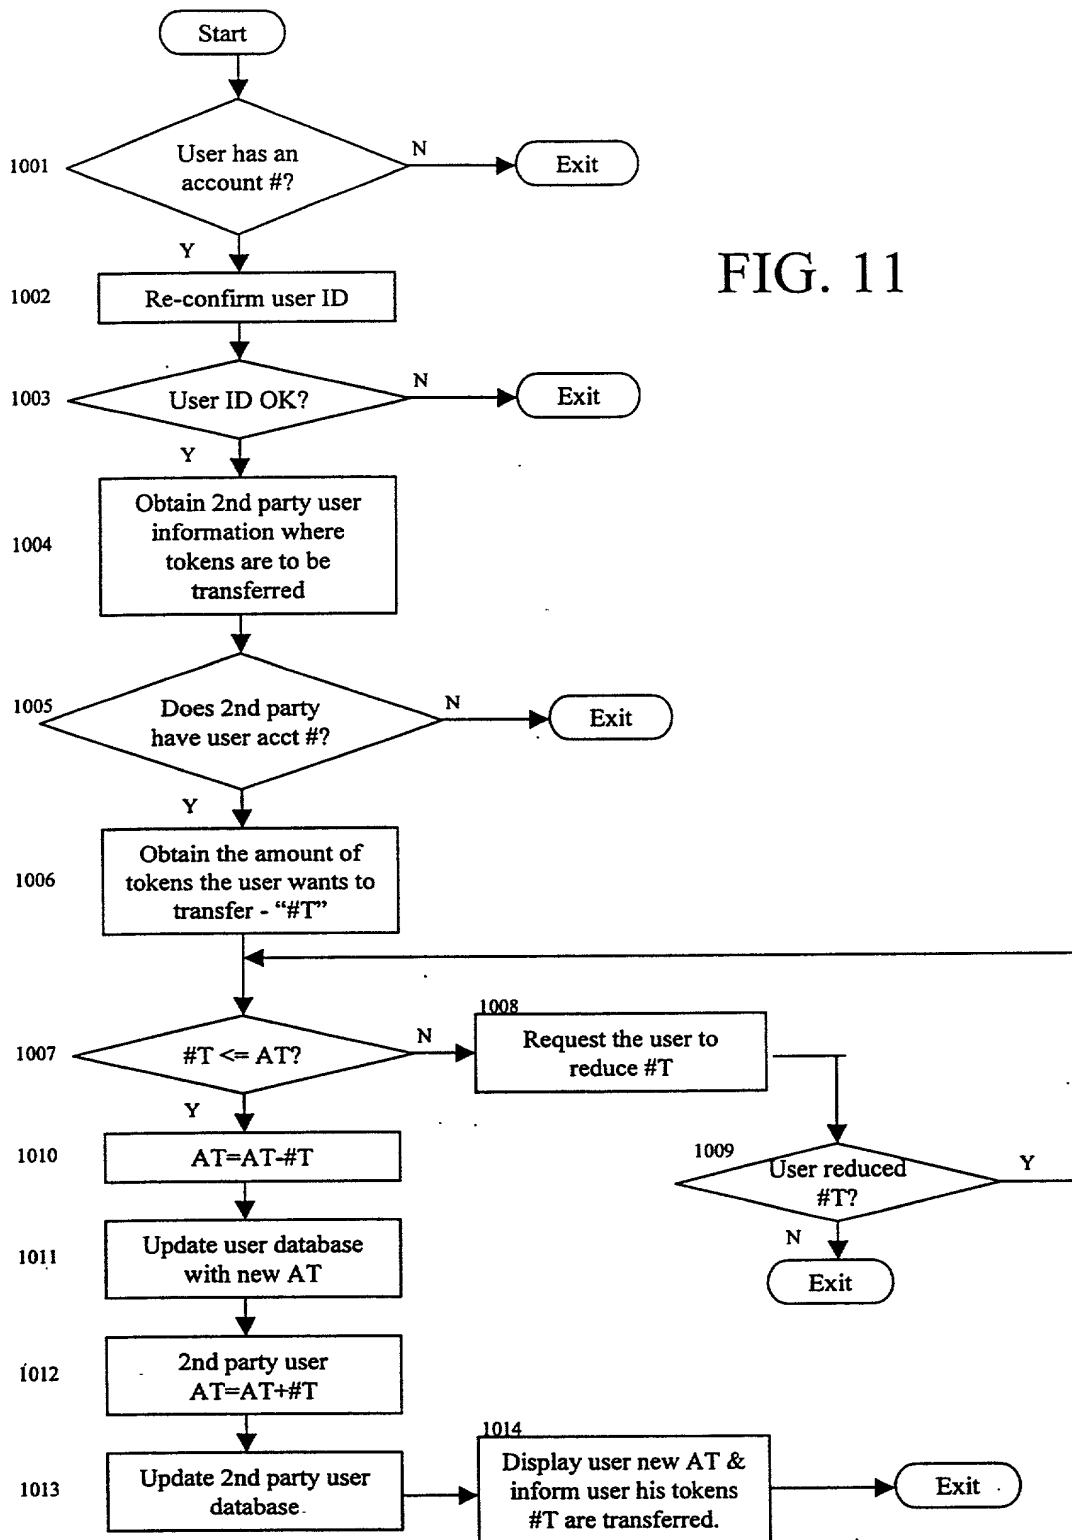 Start
1001
User has an
account #?
N
Exit
Y
FIG. 11
1002
Re-confirm user ID
1003
User ID OK?
N
Exit
Y
1004
Obtain 2nd party user
information where
tokens are to be
transferred
1005
Does 2nd party
have user acct #?
N
Exit
Y
1006
Obtain the amount of
tokens the user wants to
transfer - “#T”
1007
#T <= AT?
N
1008
Request the user to
reduce #T
Y
1009
User reduced
#T?
Y
N
Exit
1010
AT=AT-#T
1011
Update user database
with new AT
1012
2nd party user
AT=AT+#T
1013
Update 2nd party user
database
1014
Display user new AT &
inform user his tokens
#T are transferred.
Exit